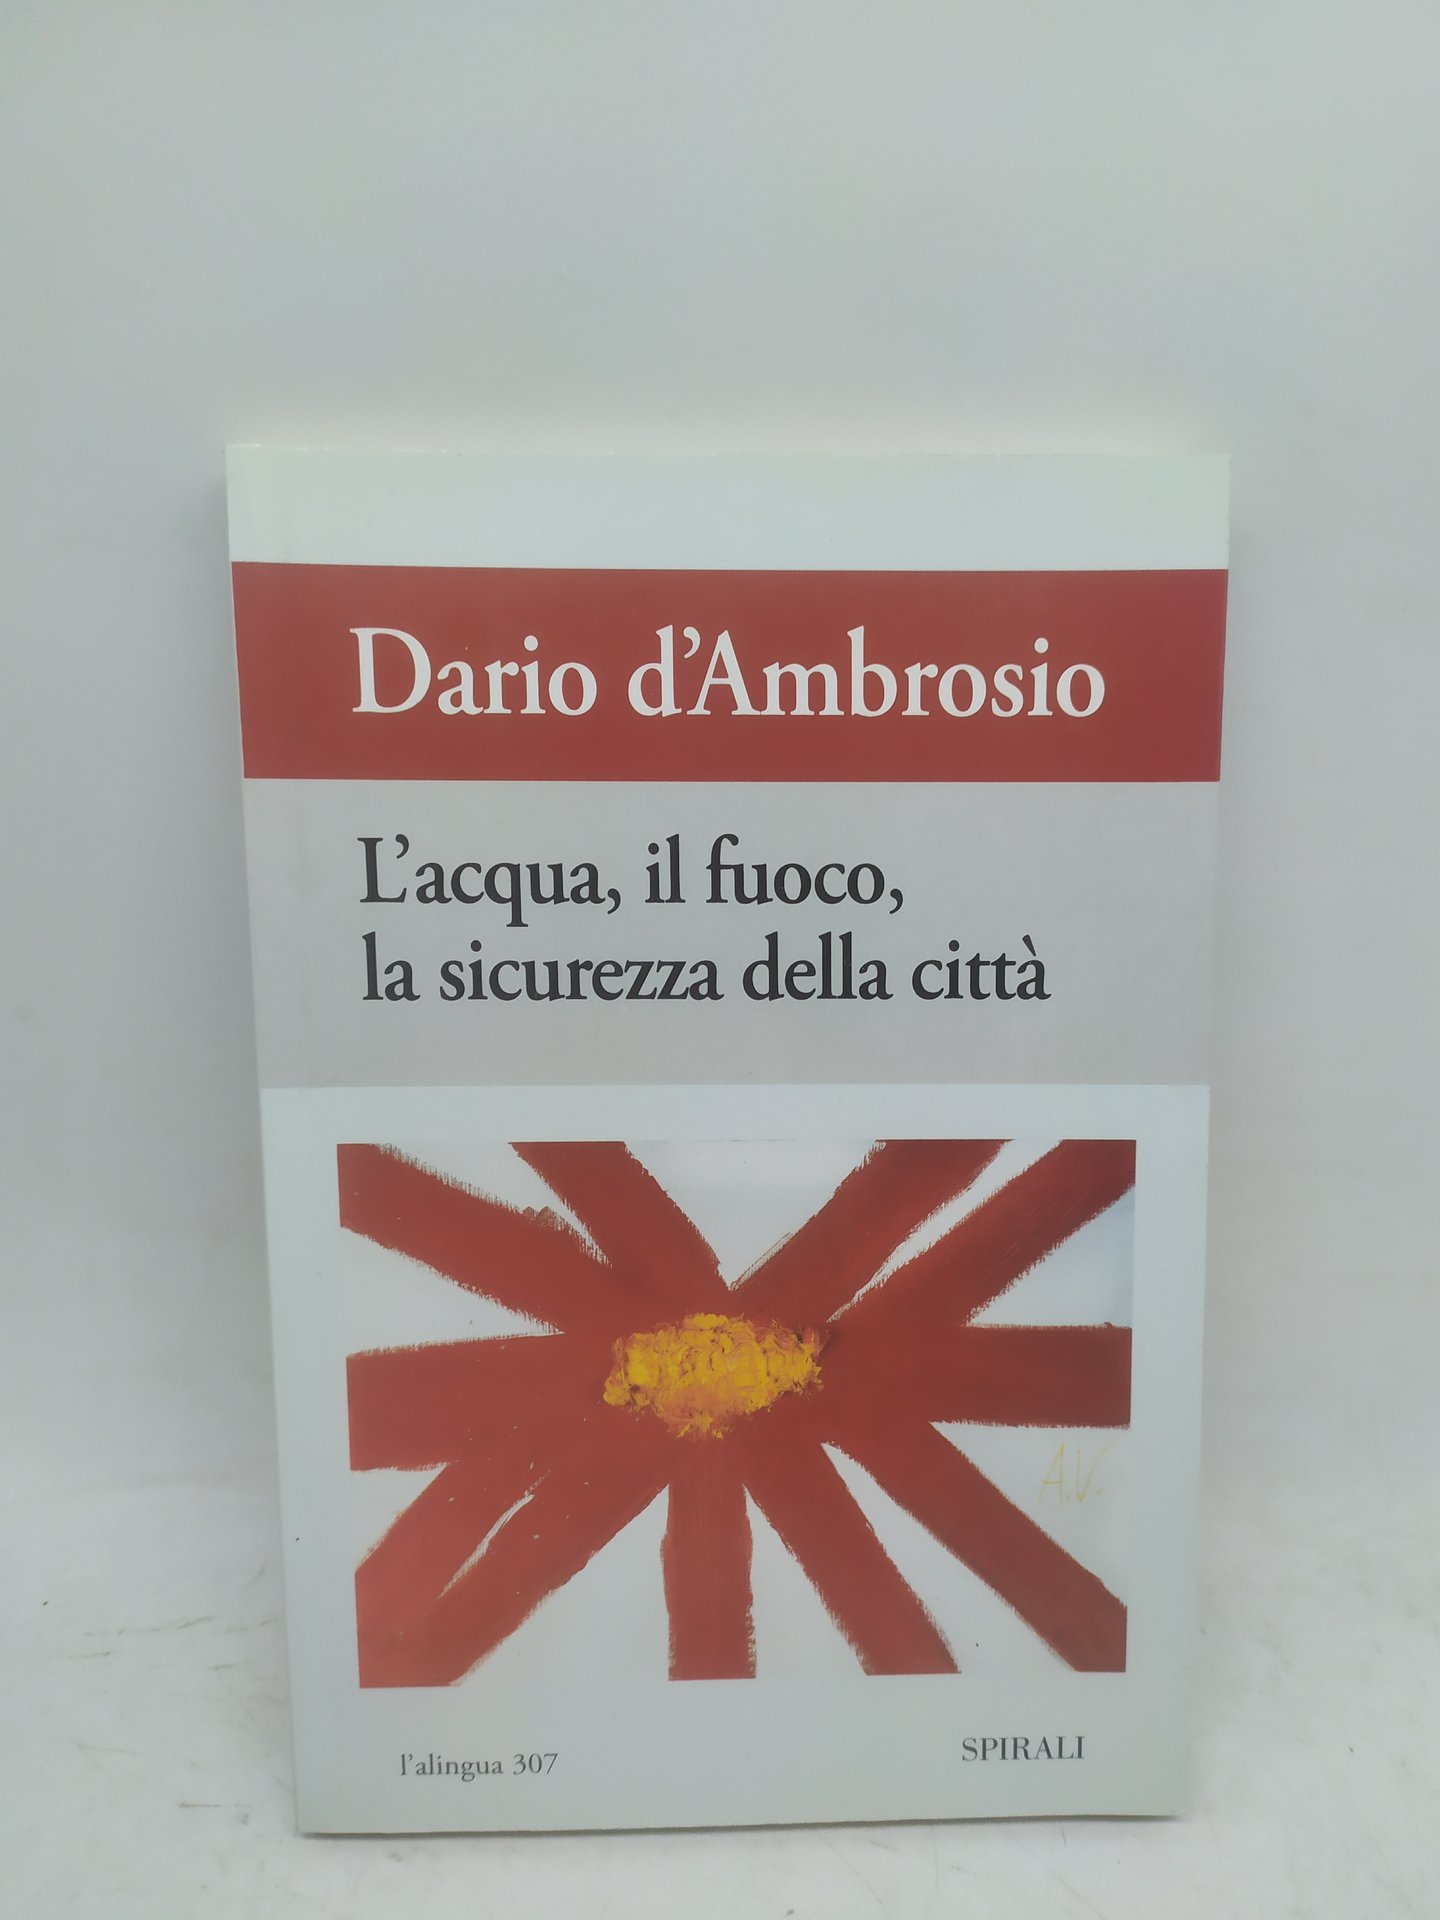 Dario d'Ambrosio
L'acqua, il fuoco,
la sicurezza della città
A.V.
l'alingua 307
SPIRALI